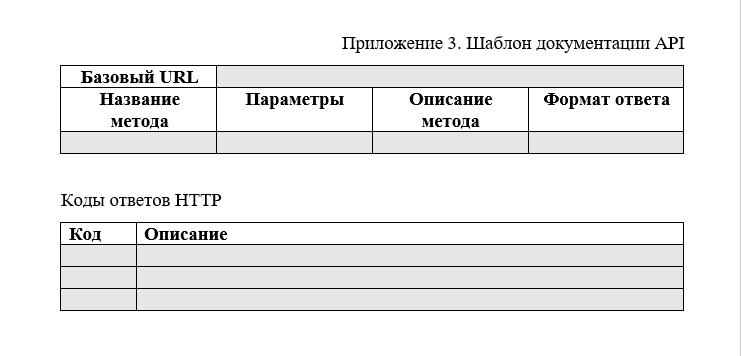 Приложение 3. Шаблон документации API
Базовый URL
Название метода
Параметры
Описание метода
Формат ответа
Коды ответов HTTP
Код
Описание